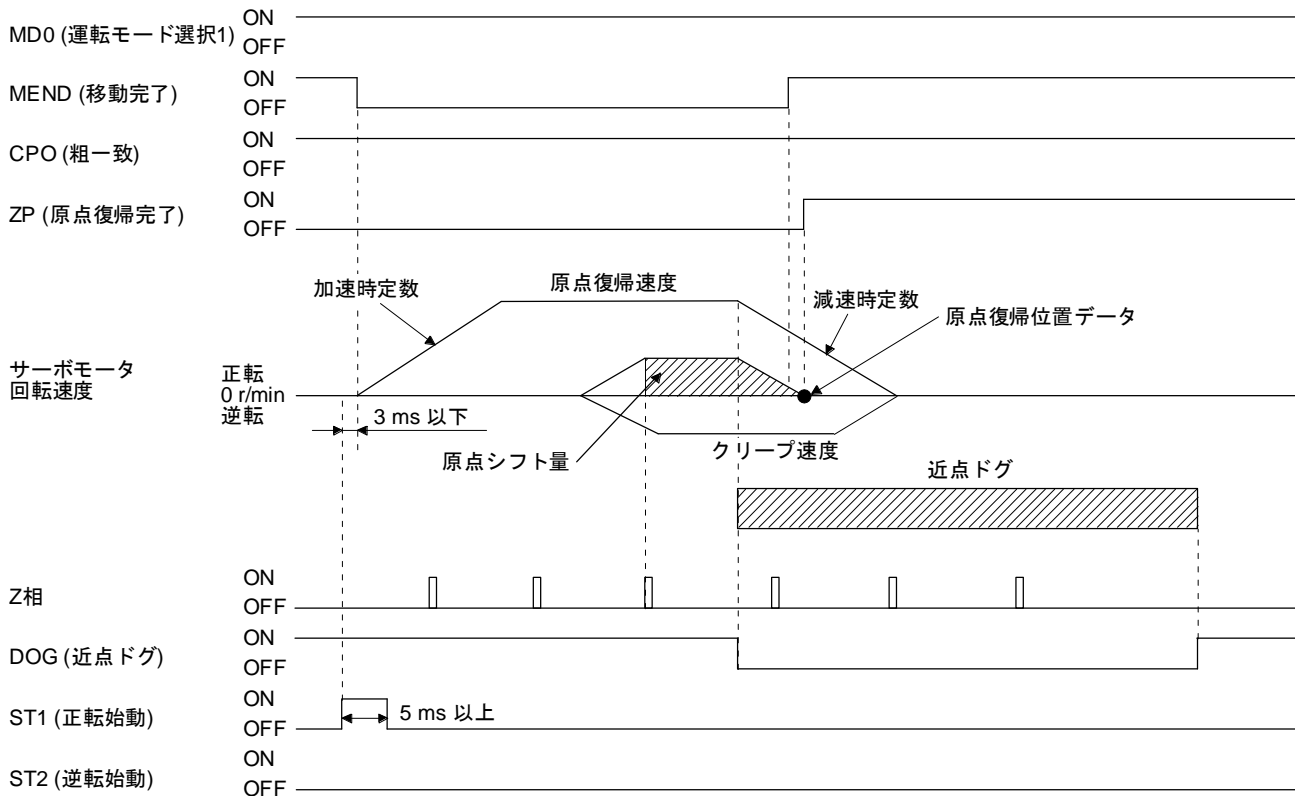 MD0 (運転モード選択1)
ON
OFF
MEND (移動完了)
ON
OFF
CPO (粗一致)
ON
OFF
ZP (原点復帰完了)
ON
OFF
加速時定数
原点復帰速度
減速時定数
原点復帰位置データ
サーボモータ
回転速度
正転
0 r/min
逆転
3 ms 以下
原点シフト量
クリープ速度
近点ドグ
Z相
ON
OFF
DOG (近点ドグ)
ON
OFF
ST1 (正転始動)
ON
OFF
5 ms 以上
ST2 (逆転始動)
ON
OFF